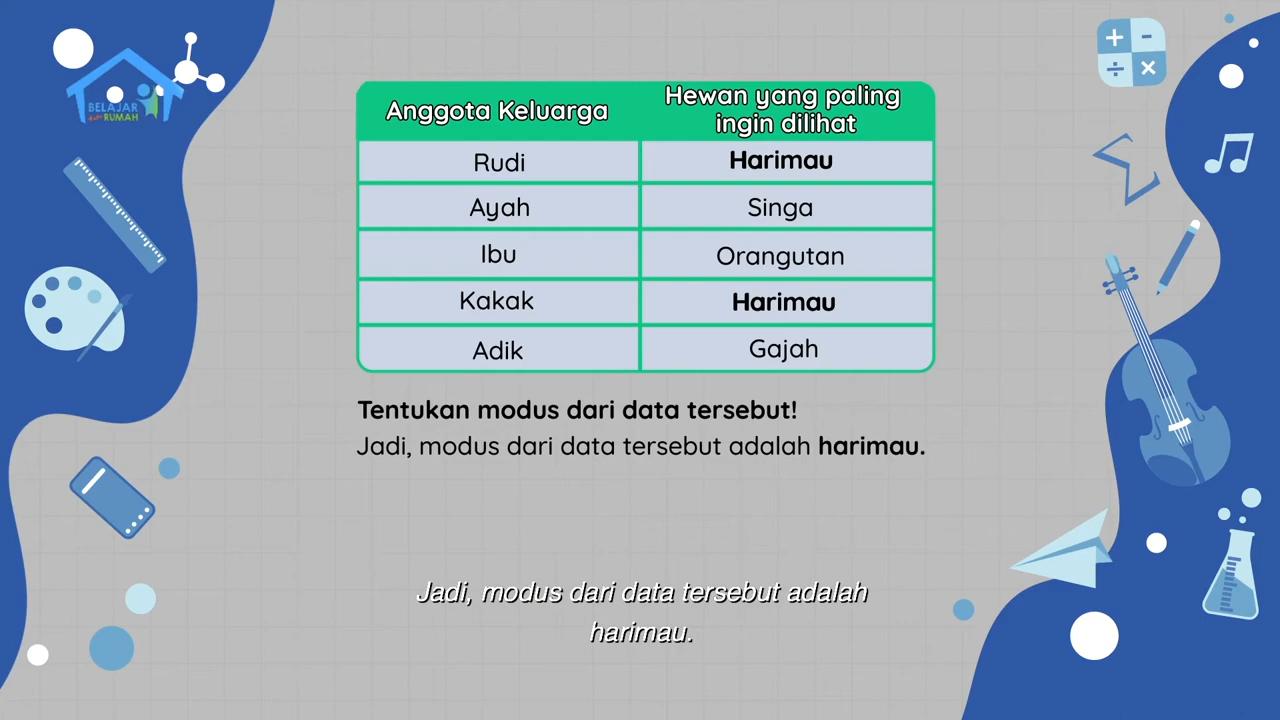 BELAJAR
dari RUMAH
Anggota Keluarga
Hewan yang paling
ingin dilihat
Rudi Harimau
Ayah Singa
Ibu Orangutan
Kakak Harimau
Adik Gajah
Tentukan modus dari data tersebut!
Jadi, modus dari data tersebut adalah harimau.
Jadi, modus dari data tersebut adalah
harimau.